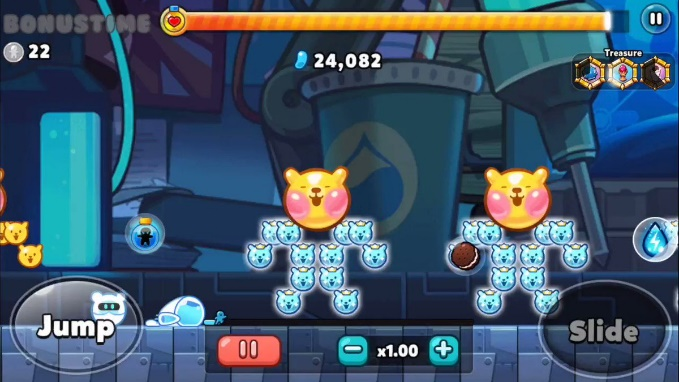 BONUSTIME
22
24,082
Treasure
Jump
x1.00
Slide